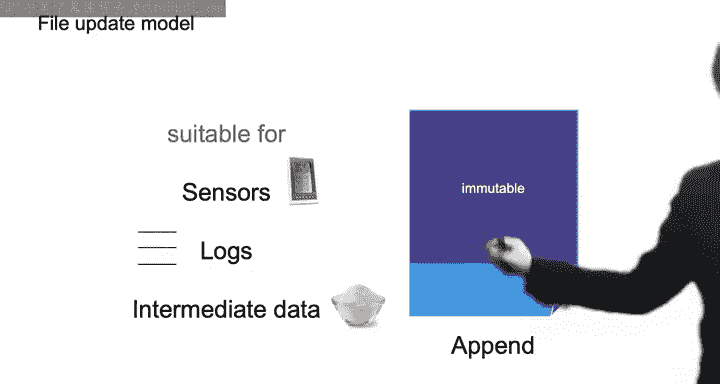 File update model
suitable for
Sensors
immutable
Logs
Intermediate data
Append